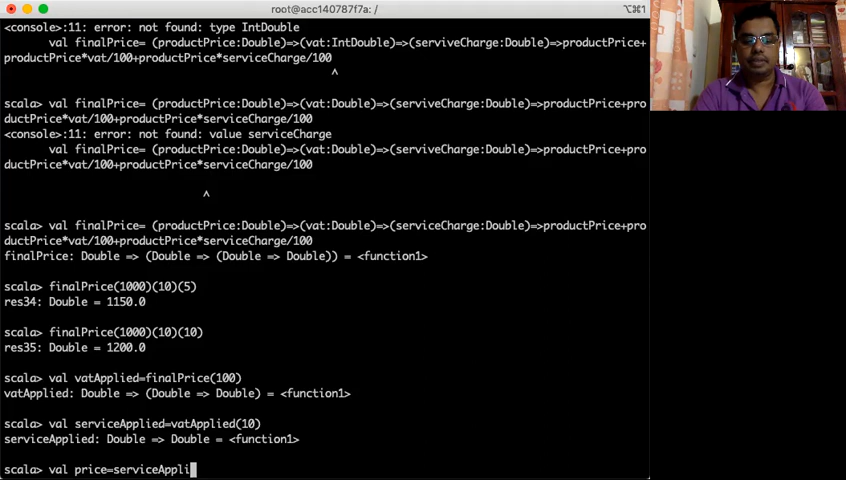 root@acc140787f7a: /
⌥⌘1
<console>:11: error: not found: type IntDouble
val finalPrice= (productPrice:Double)=>(vat:IntDouble)=>(serviveCharge:Double)=>productPrice+
productPrice*vat/100+productPrice*serviceCharge/100
^
scala> val finalPrice= (productPrice:Double)=>(vat:Double)=>(serviveCharge:Double)=>productPrice+pro
ductPrice*vat/100+productPrice*serviceCharge/100
<console>:11: error: not found: value serviceCharge
val finalPrice= (productPrice:Double)=>(vat:Double)=>(serviveCharge:Double)=>productPrice+pro
ductPrice*vat/100+productPrice*serviceCharge/100
^
scala> val finalPrice= (productPrice:Double)=>(vat:Double)=>(serviceCharge:Double)=>productPrice+pro
ductPrice*vat/100+productPrice*serviceCharge/100
finalPrice: Double => (Double => (Double => Double)) = <function1>
scala> finalPrice(1000)(10)(5)
res34: Double = 1150.0
scala> finalPrice(1000)(10)(10)
res35: Double = 1200.0
scala> val vatApplied=finalPrice(100)
vatApplied: Double => (Double => Double) = <function1>
scala> val serviceApplied=vatApplied(10)
serviceApplied: Double => Double = <function1>
scala> val price=serviceAppli